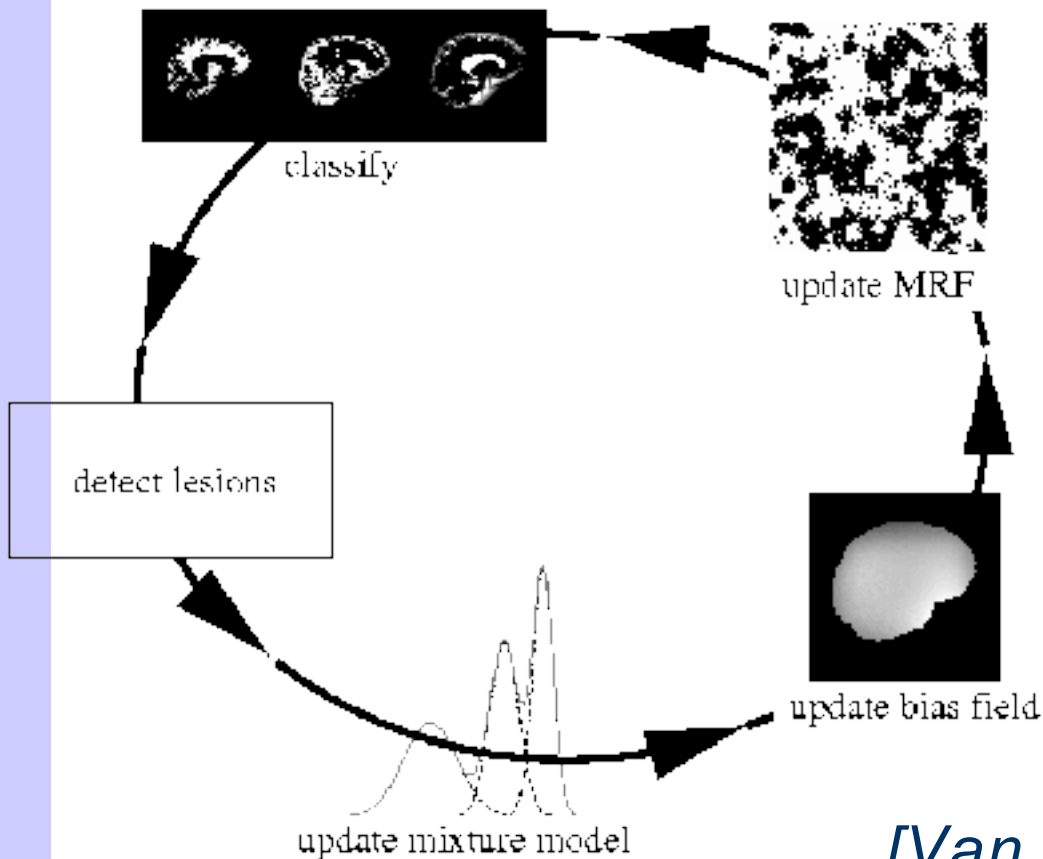 classify
update MRF
detect lesions
update bias field
update mixture model
[Van